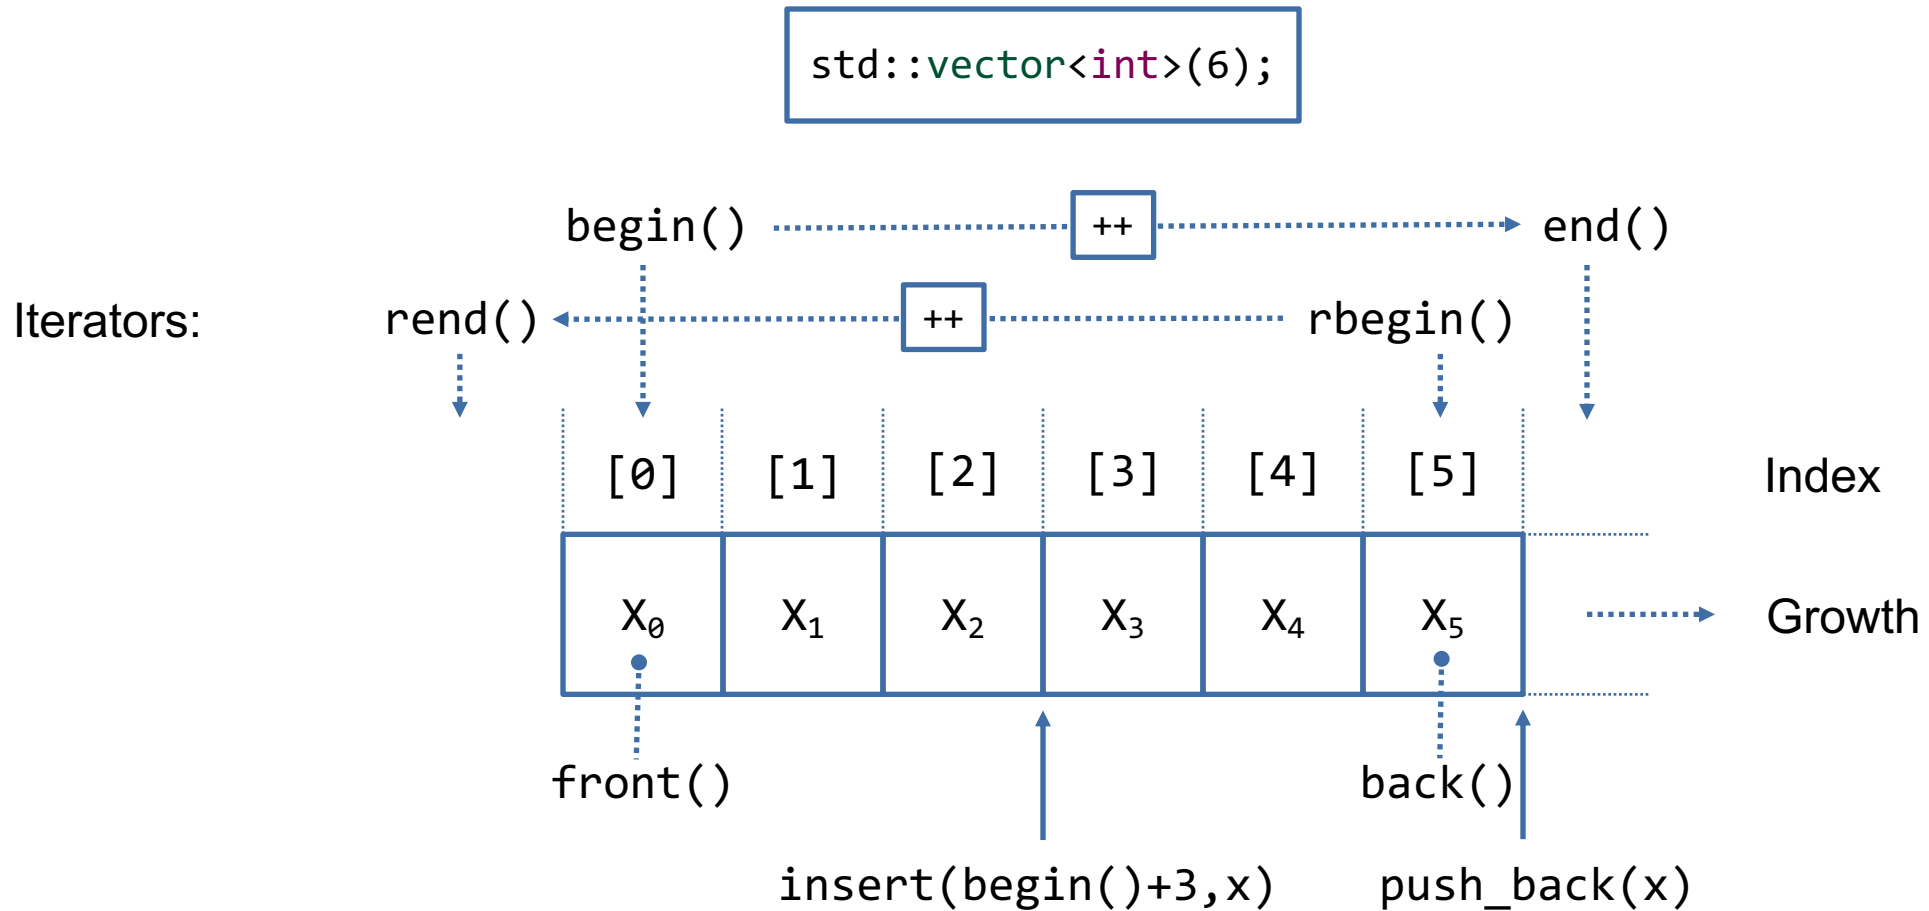 std::vector<int>(6);
begin() ++ end()
Iterators: rend() ++ rbegin()
[0] [1] [2] [3] [4] [5] Index
X₀ X₁ X₂ X₃ X₄ X₅ Growth
front() back()
insert(begin()+3,x) push_back(x)